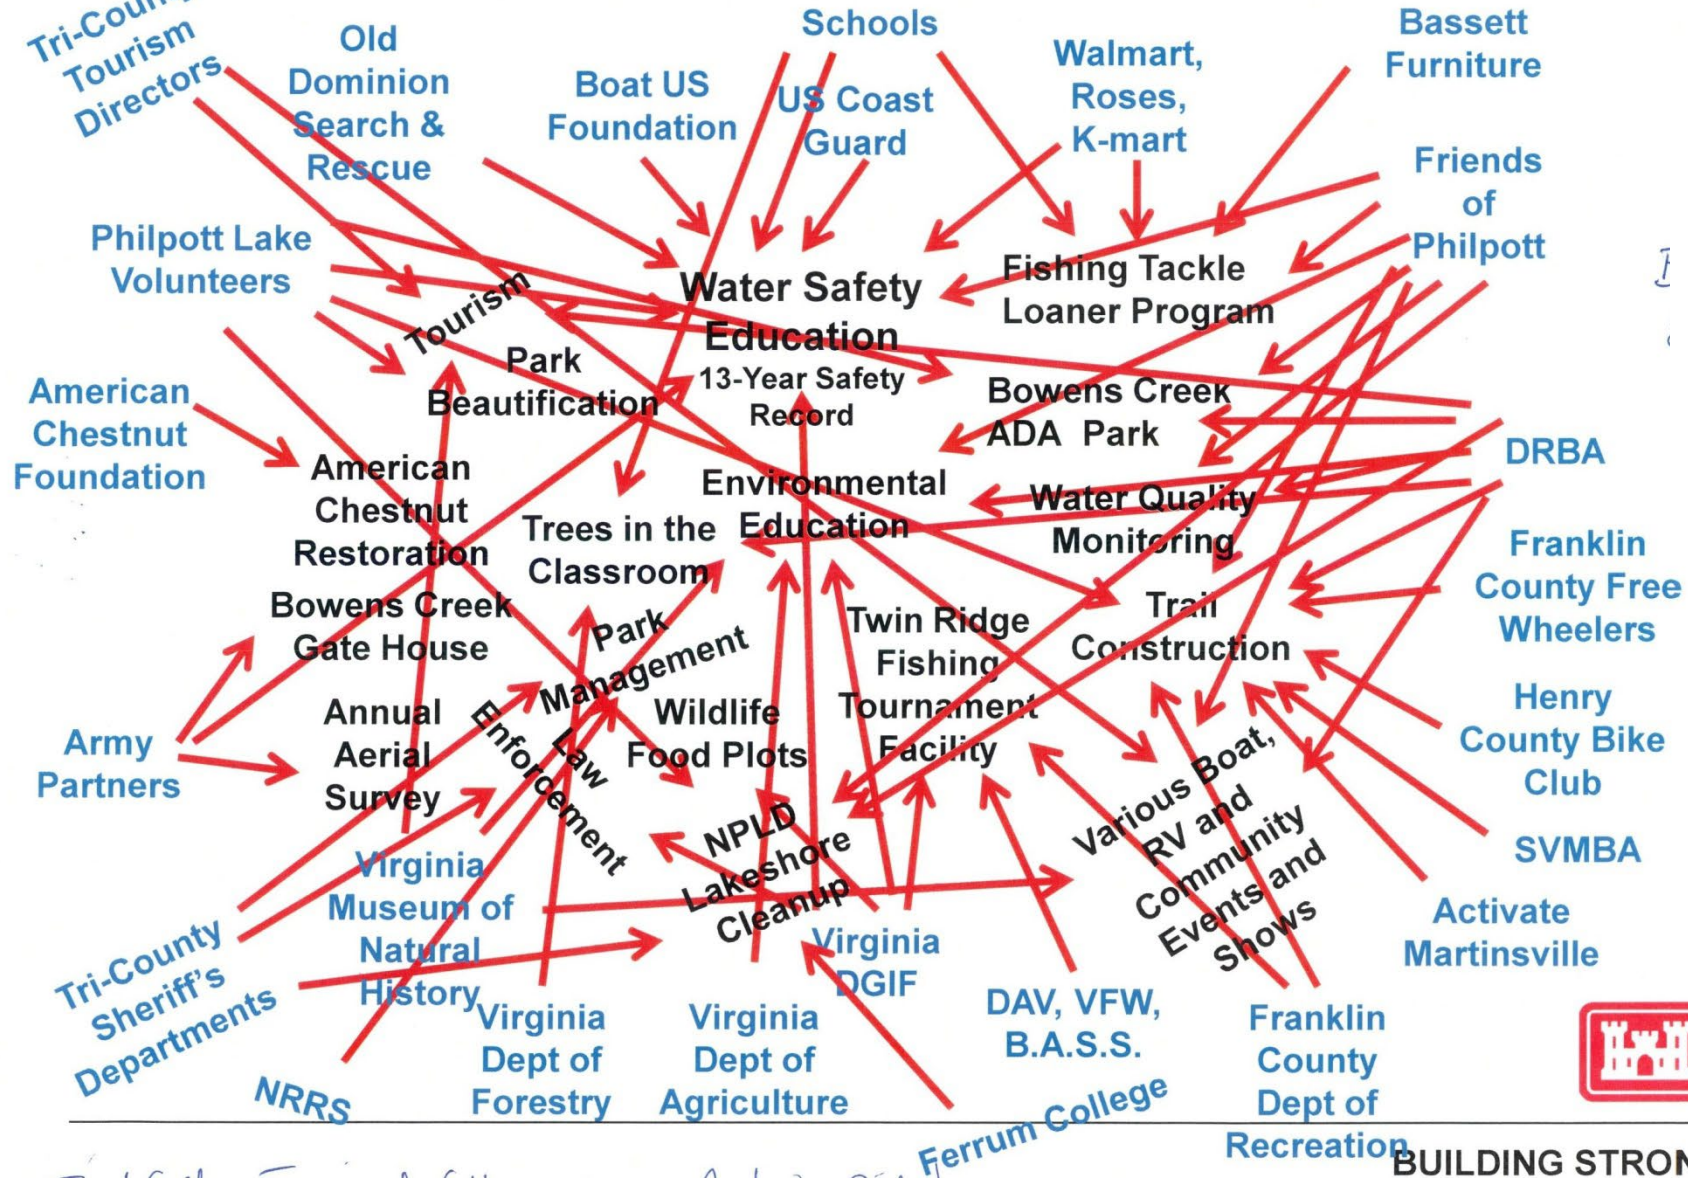 Tri-County
Tourism
Directors
Old
Dominion
Search &
Rescue
Boat US
Foundation
Schools
US Coast
Guard
Walmart,
Roses,
K-mart
Bassett
Furniture
Friends
of
Philpott
Philpott Lake
Volunteers
Tourism
Water Safety
Education
13-Year Safety
Record
Fishing Tackle
Loaner Program
Park
Beautification
Bowens Creek
ADA Park
American
Chestnut
Foundation
American
Chestnut
Restoration
Environmental
Education
Water Quality
Monitoring
DRBA
Trees in the
Classroom
Franklin
County Free
Wheelers
Bowens Creek
Gate House
Park
Management
Twin Ridge
Fishing
Tournament
Facility
Trail
Construction
Army
Partners
Annual
Aerial
Survey
Law
Enforcement
Wildlife
Food Plots
Henry
County Bike
Club
NPLD
Lakeshore
Cleanup
Various Boat,
RV and
Community
Events and
Shows
SVMBA
Virginia
Museum of
Natural
History
Activate
Martinsville
Tri-County
Sheriff's
Departments
Virginia
DGIF
NRRS
Virginia
Dept of
Forestry
Virginia
Dept of
Agriculture
DAV, VFW,
B.A.S.S.
Ferrum College
Franklin
County
Dept of
Recreation
BUILDING STRON